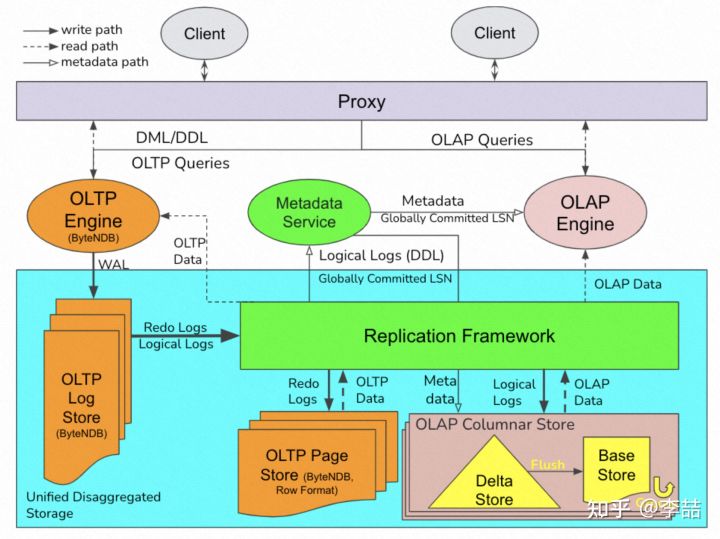 write path
read path
metadata path
Client
Client
Proxy
DML/DDL
OLTP Queries
OLAP Queries
OLTP
Engine
(ByteNDB)
Metadata
Service
Metadata
Globally Committed LSN
OLAP
Engine
OLTP
Data
WAL
Logical Logs (DDL)
Globally Committed LSN
OLAP Data
Redo Logs
Logical Logs
Replication Framework
OLTP
Log
Store
(ByteNDB)
Redo
Logs
OLTP
Data
Meta
data
Logical
Logs
OLAP
Data
OLTP Page
Store (ByteNDB,
Row Format)
OLAP Columnar Store
Delta
Store
Flush
Base
Store
Unified Disaggregated
Storage
知乎 @李喆